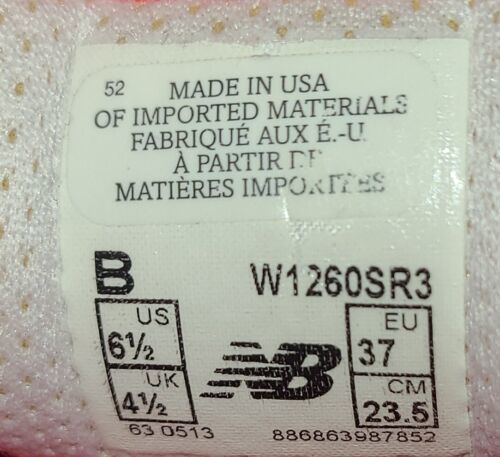 52 MADE IN USA
OF IMPORTED MATERIALS
FABRIQUÉ AUX É.-U.
À PARTIR DE
MATIÈRES IMPORTÉES
B W1260SR3
US
6½
UK
4½
NB
EU
37
CM
23.5
63 0513 886863987852